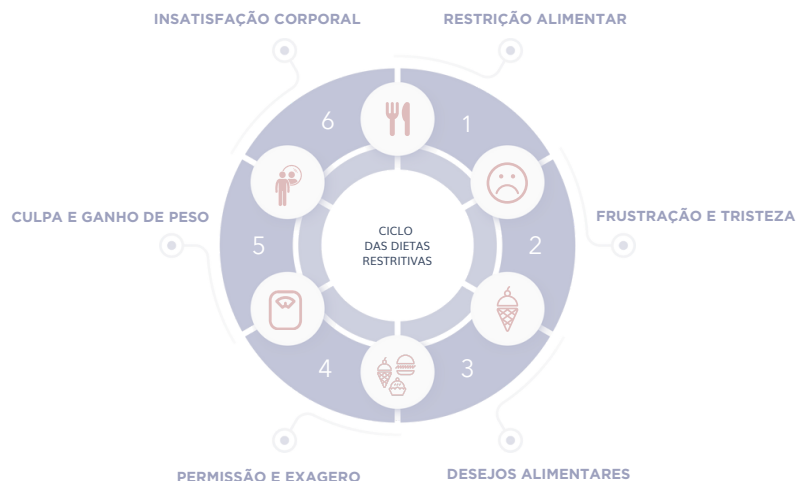 INSATISFAÇÃO CORPORAL
RESTRIÇÃO ALIMENTAR
6
1
CULPA E GANHO DE PESO
FRUSTRAÇÃO E TRISTEZA
CICLO
DAS DIETAS
RESTRITIVAS
5
2
4
3
PERMISSÃO E EXAGERO
DESEJOS ALIMENTARES